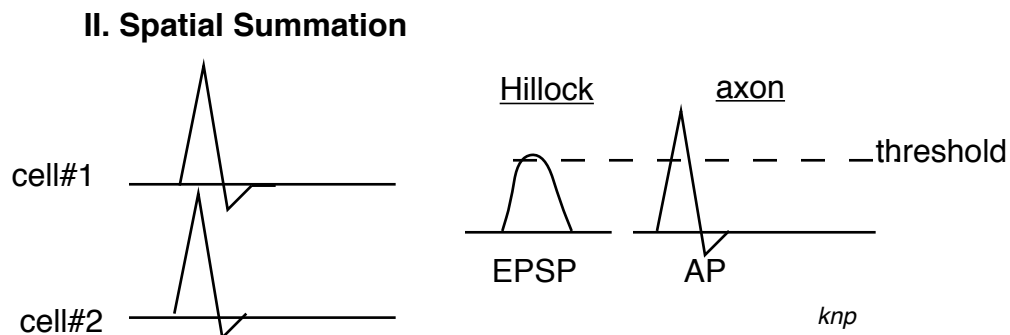 II. Spatial Summation
Hillock axon
threshold
cell#1
EPSP AP
cell#2
knp